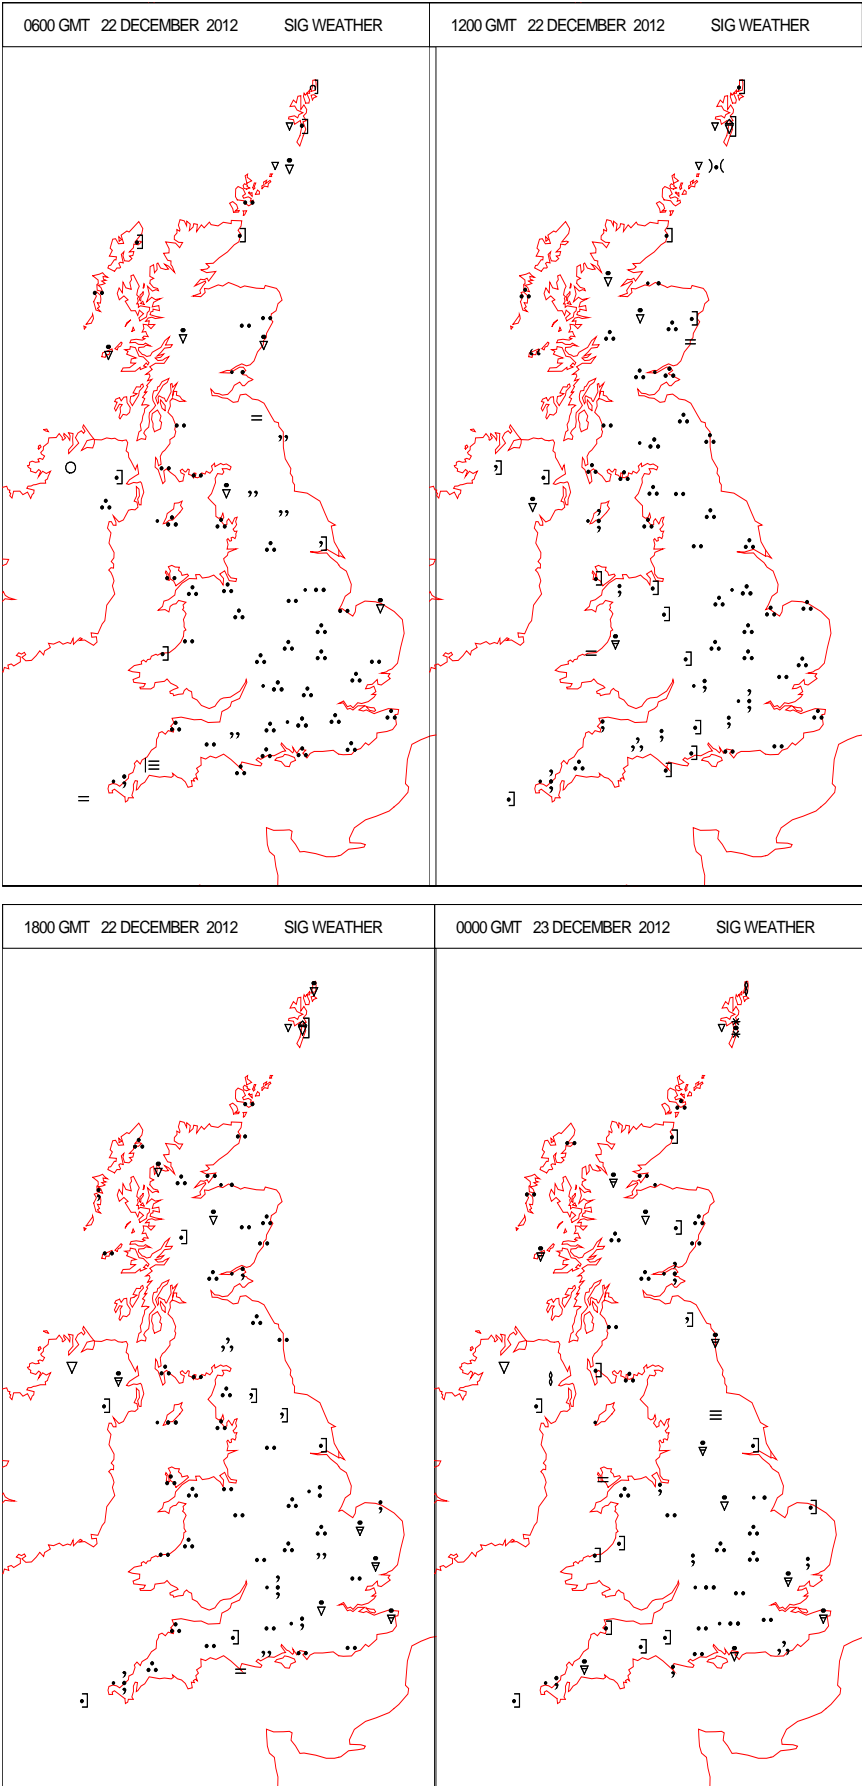 0600 GMT 22 DECEMBER 2012 SIG WEATHER
1200 GMT 22 DECEMBER 2012 SIG WEATHER
1800 GMT 22 DECEMBER 2012 SIG WEATHER
0000 GMT 23 DECEMBER 2012 SIG WEATHER